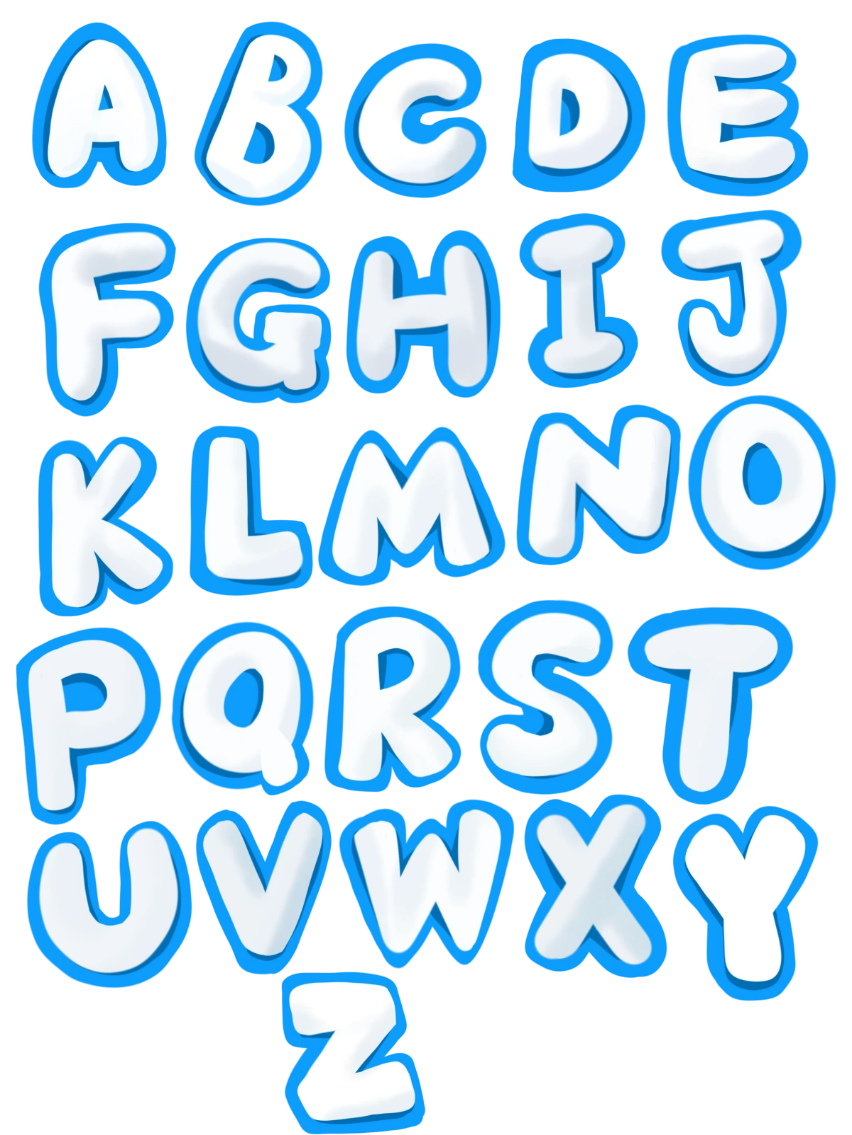 ABCDE
FGHIJ
KLMNO
PQRST
UVWXY
Z